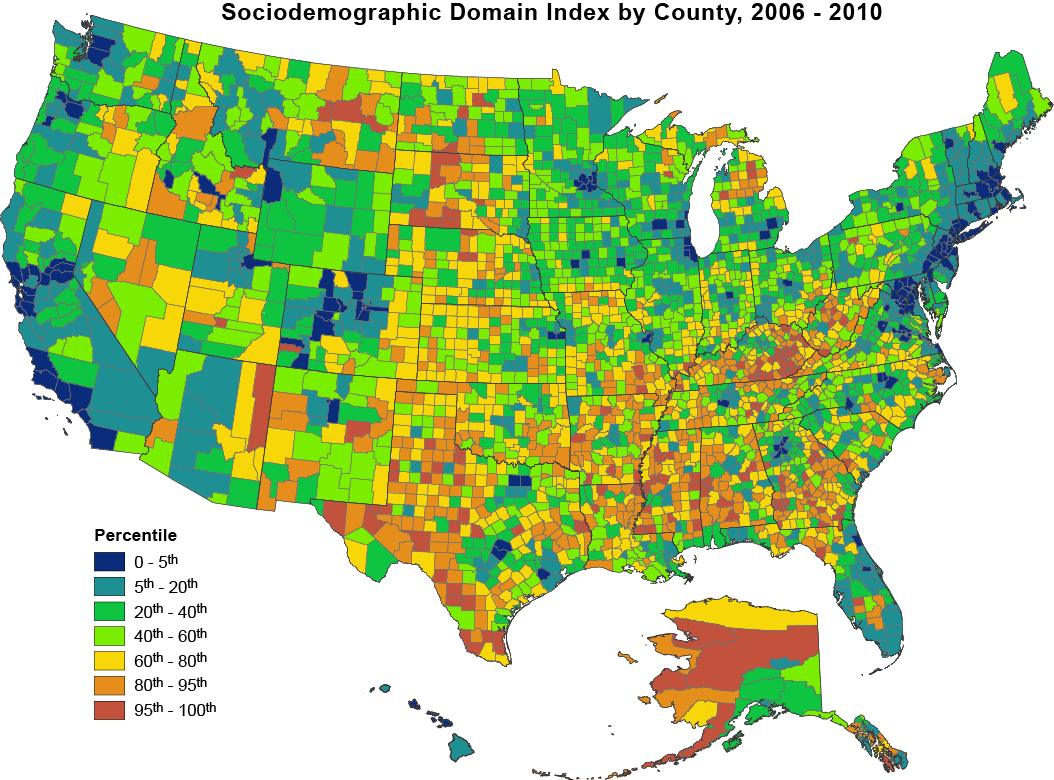 Sociodemographic Domain Index by County, 2006 - 2010
Percentile
0 - 5th
5th - 20th
20th - 40th
40th - 60th
60th - 80th
80th - 95th
95th - 100th